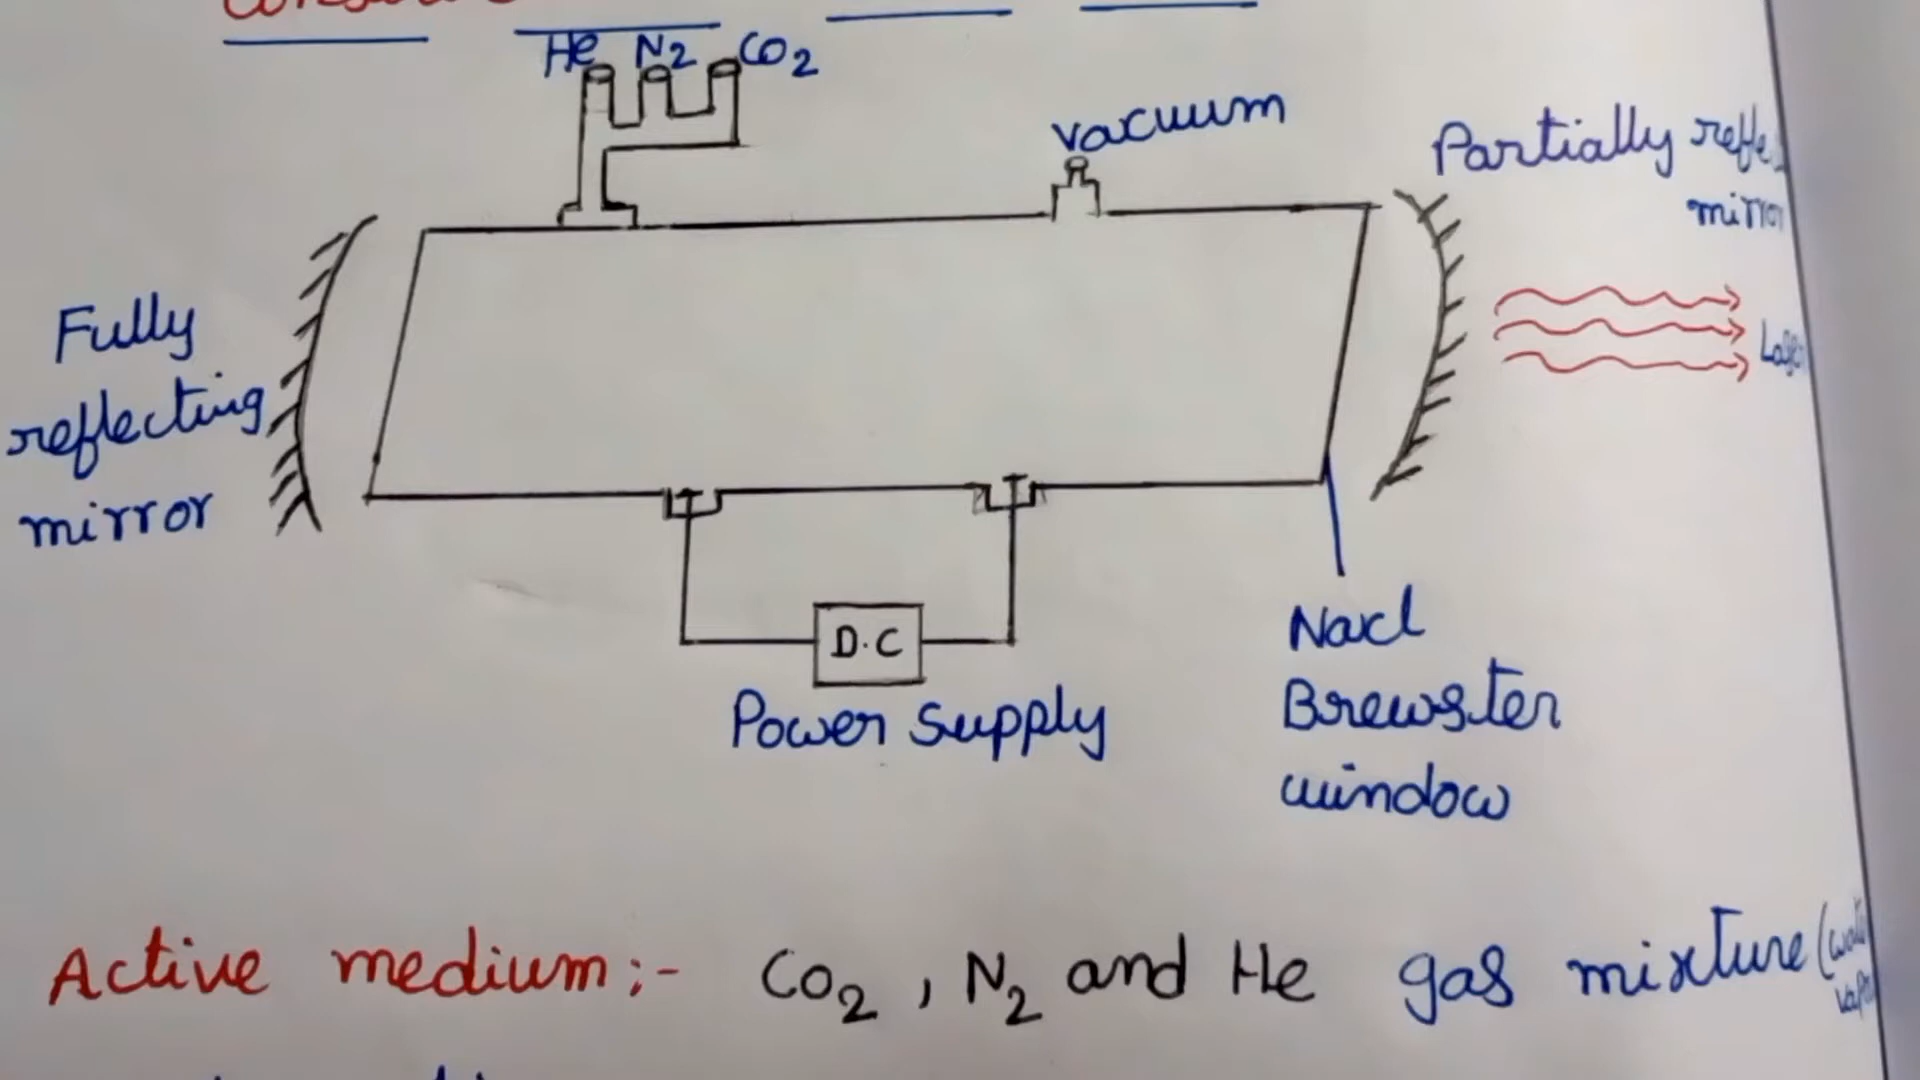 He N2 CO2
vacuum
Partially
Fully
reflecting
mirror
D.C
Power Supply
Nacl
Brewster
window
Active medium:- CO2, N2 and He gas mixture